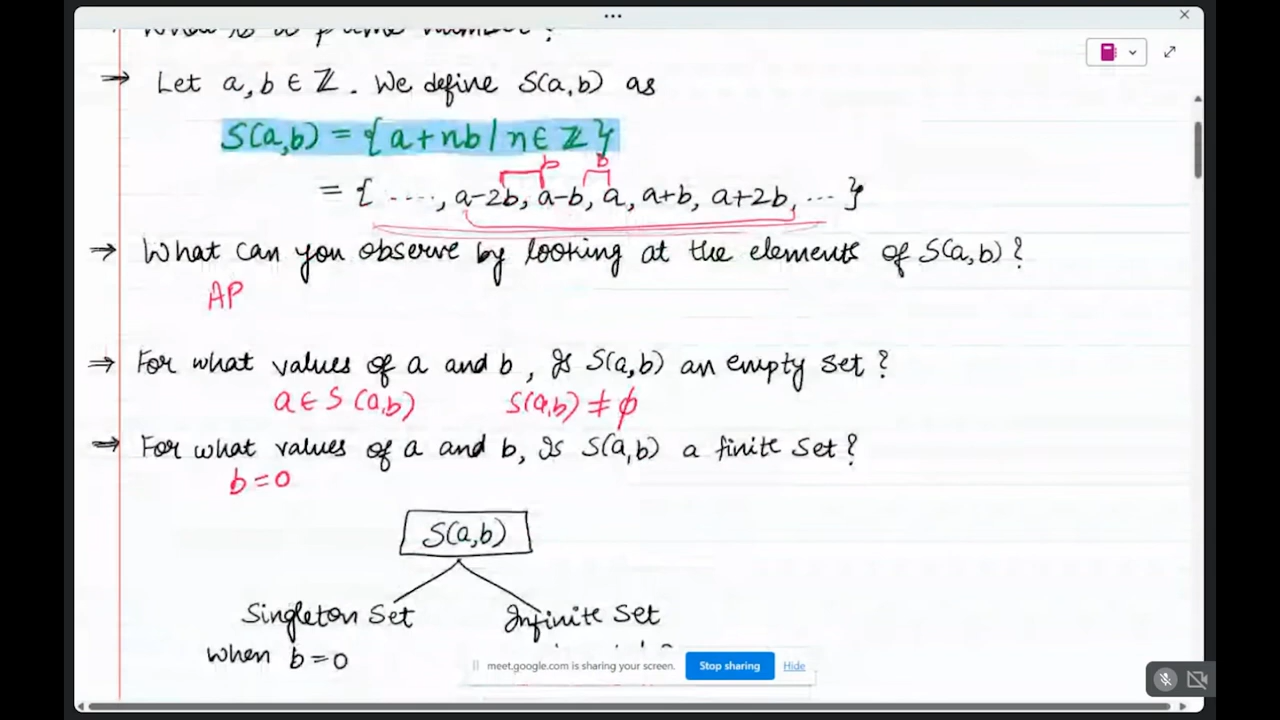 ⇒ Let a, b ∈ ℤ. We define S(a,b) as
S(a,b) = { a+nb / n ∈ ℤ }
b b
= { ....., a-2b, a-b, a, a+b, a+2b, ... }
⇒ What can you observe by looking at the elements of S(a,b)?
AP
⇒ For what values of a and b, Is S(a,b) an empty set?
a ∈ S(a,b) S(a,b) ≠ φ
⇒ For what values of a and b, Is S(a,b) a finite set?
b=0
S(a,b)
Singleton Set Infinite Set
when b=0
meet.google.com is sharing your screen. Stop sharing Hide